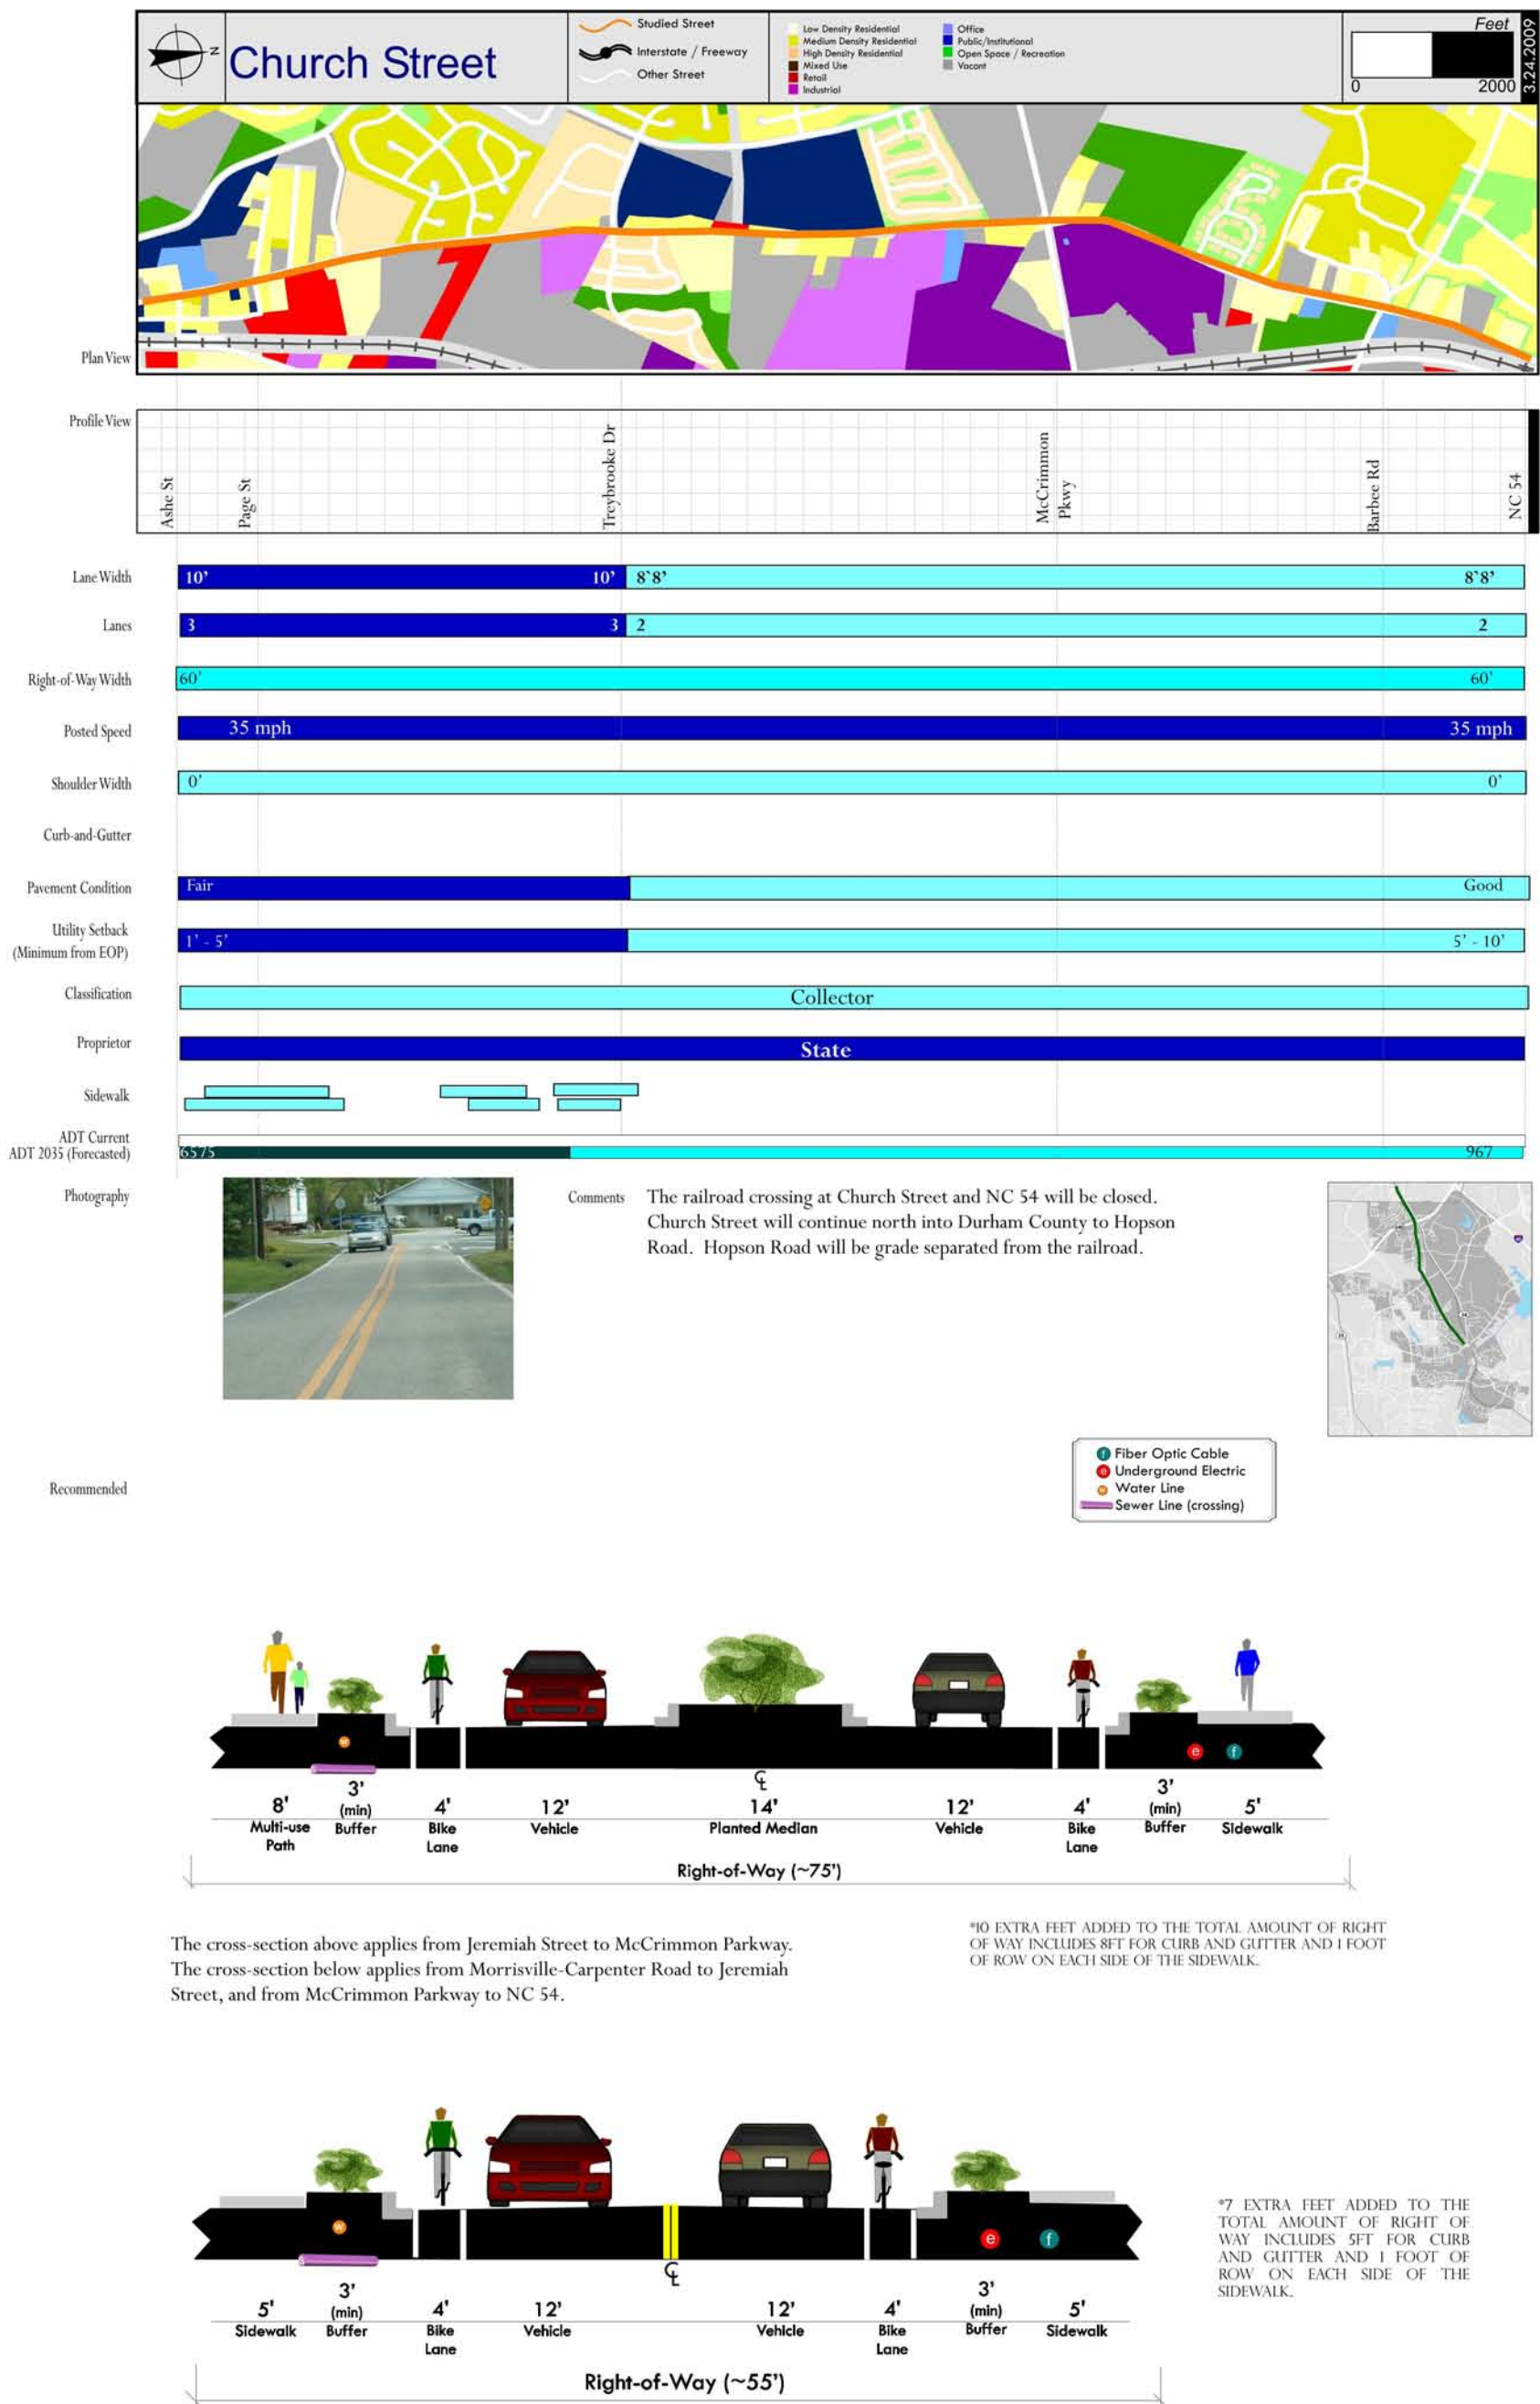 N
Church Street
Studied Street
Interstate / Freeway
Other Street
Low Density Residential
Medium Density Residential
High Density Residential
Mixed Use
Retail
Industrial
Office
Public/Institutional
Open Space / Recreation
Vacant
Feet
0 2000
3.24.2009
Plan View
Profile View
Ashe St
Page St
Treybrooke Dr
McCrimmon
Pkwy
Barbee Rd
NC 54
Lane Width 10’ 10’ 8‘8’ 8‘8’
Lanes 3 3 2 2
Right-of-Way Width 60’ 60’
Posted Speed 35 mph 35 mph
Shoulder Width 0’ 0’
Curb-and-Gutter
Pavement Condition Fair Good
Utility Setback
(Minimum from EOP) 1’ - 5’ 5’ - 10’
Classification Collector
Proprietor State
Sidewalk
ADT Current
ADT 2035 (Forecasted) 6575 967
Photography
Comments The railroad crossing at Church Street and NC 54 will be closed.
Church Street will continue north into Durham County to Hopson
Road. Hopson Road will be grade separated from the railroad.
Recommended
f Fiber Optic Cable
e Underground Electric
w Water Line
Sewer Line (crossing)
w e f
8' 3' 4' 12' 14' 12' 4' 3' 5'
(min) (min)
Multi-use Buffer Bike Vehicle Planted Median Vehicle Bike Buffer Sidewalk
Path Lane Lane
Right-of-Way (~75')
The cross-section above applies from Jeremiah Street to McCrimmon Parkway.
The cross-section below applies from Morrisville-Carpenter Road to Jeremiah
Street, and from McCrimmon Parkway to NC 54.
*10 EXTRA FEET ADDED TO THE TOTAL AMOUNT OF RIGHT
OF WAY INCLUDES 8FT FOR CURB AND GUTTER AND 1 FOOT
OF ROW ON EACH SIDE OF THE SIDEWALK.
w e f
5' 3' 4' 12' 12' 4' 3' 5'
(min) (min)
Sidewalk Buffer Bike Vehicle Vehicle Bike Buffer Sidewalk
Lane Lane
Right-of-Way (~55')
*7 EXTRA FEET ADDED TO THE
TOTAL AMOUNT OF RIGHT OF
WAY INCLUDES 5FT FOR CURB
AND GUTTER AND 1 FOOT OF
ROW ON EACH SIDE OF THE
SIDEWALK.